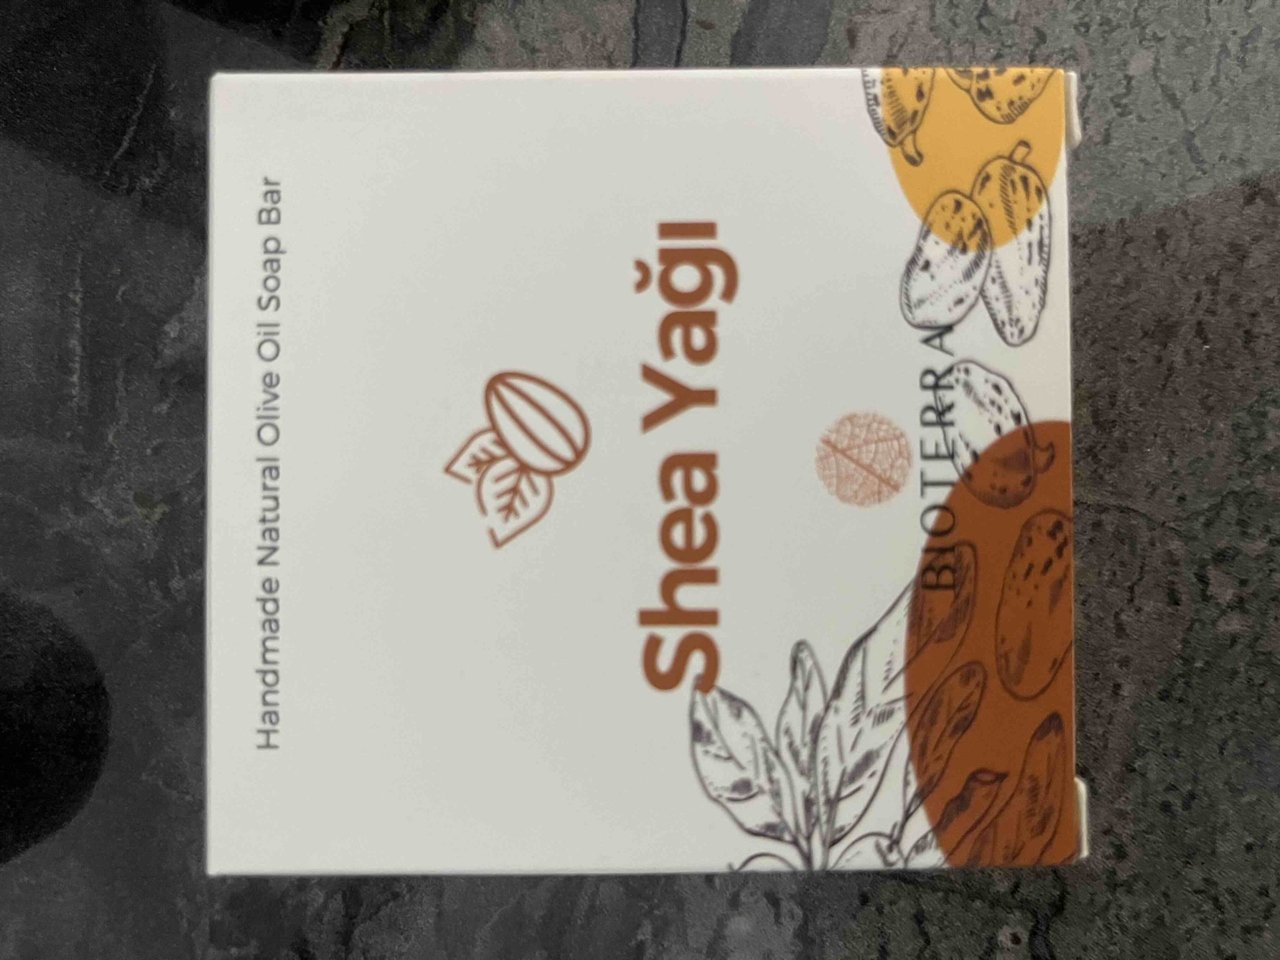 Handmade Natural Olive Oil Soap Bar
Shea Yağı
BIOTERRA